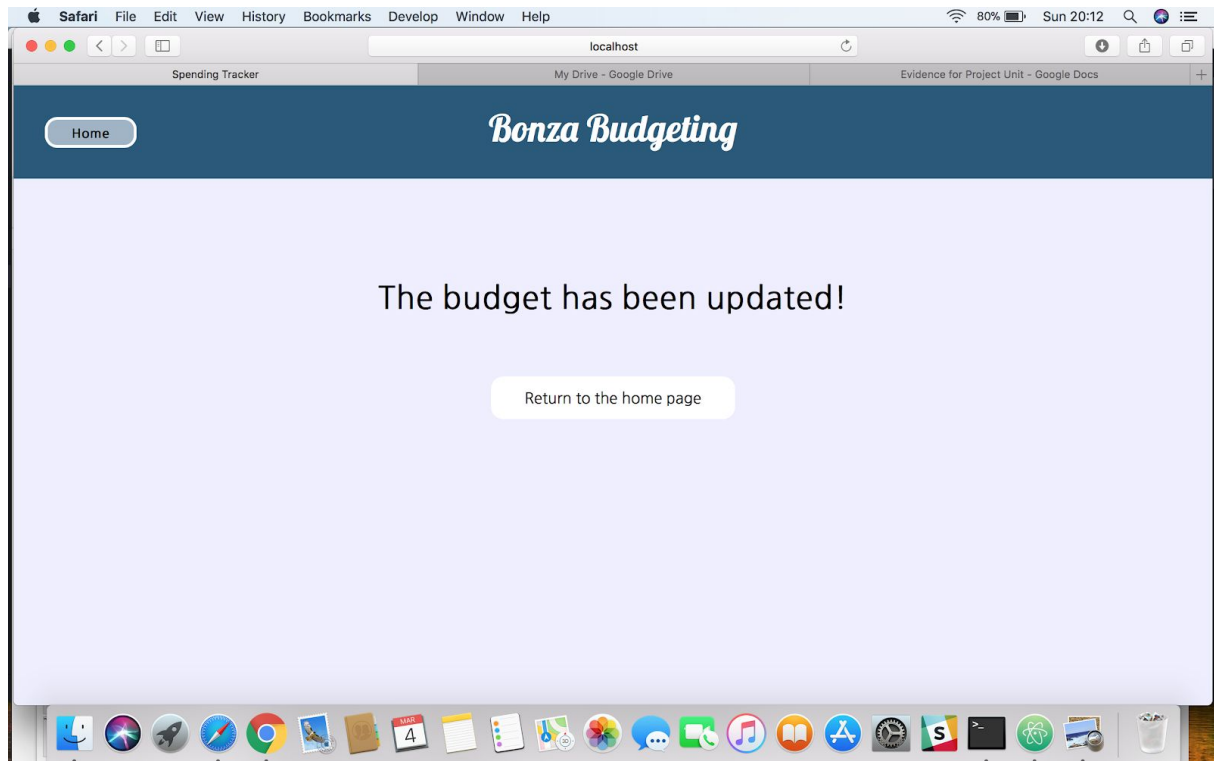 Safari File Edit View History Bookmarks Develop Window Help 80% Sun 20:12
localhost
Spending Tracker My Drive - Google Drive Evidence for Project Unit - Google Docs
Home Bonza Budgeting
The budget has been updated!
Return to the home page
MAR
4
S